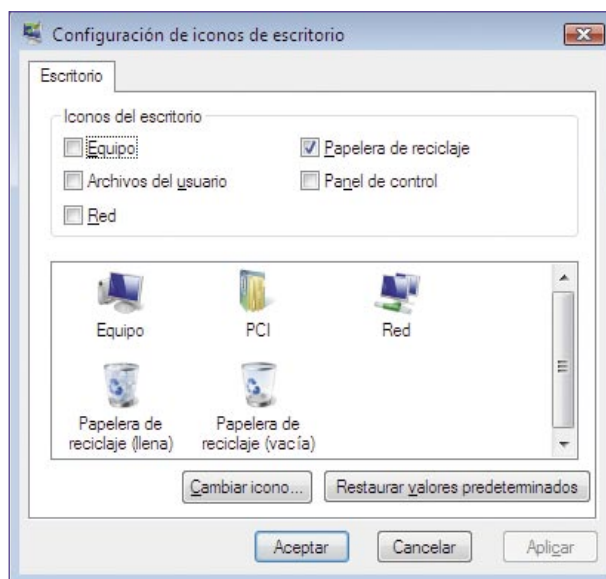 Configuración de iconos de escritorio
Escritorio
Iconos del escritorio
Equipo
Papelera de reciclaje
Archivos del usuario
Panel de control
Red
Equipo
PCI
Red
Papelera de
reciclaje (llena)
Papelera de
reciclaje (vacía)
Cambiar icono...
Restaurar valores predeterminados
Aceptar
Cancelar
Aplicar